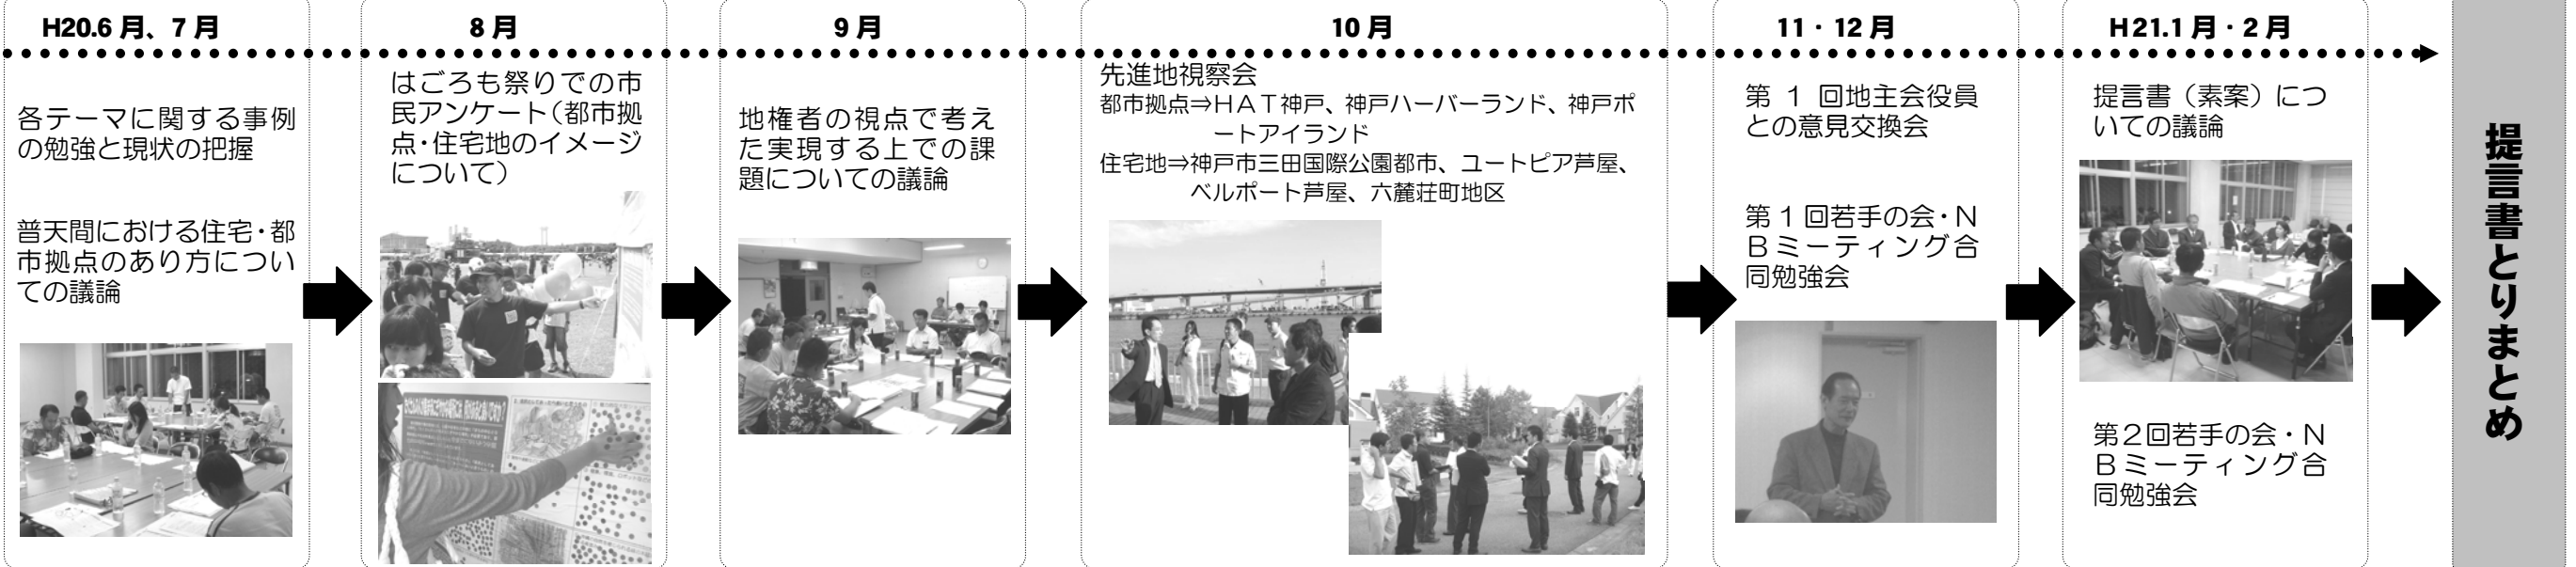 H20.6 月、7 月
各テーマに関する事例
の勉強と現状の把握
普天間における住宅・都
市拠点のあり方につい
ての議論
8 月
はごろも祭りでの市
民アンケート（都市拠
点・住宅地のイメージ
について）
9 月
地権者の視点で考え
た実現する上での課
題についての議論
10 月
先進地視察会
都市拠点⇒ＨＡＴ神戸、神戸ハーバーランド、神戸ポ
ートアイランド
住宅地⇒神戸市三田国際公園都市、ユートピア芦屋、
ベルポート芦屋、六麓荘町地区
11・12 月
第 1 回地主会役員
との意見交換会
第 1 回若手の会・Ｎ
Ｂミーティング合
同勉強会
H21.1 月・2 月
提言書（素案）につ
いての議論
第２回若手の会・Ｎ
Ｂミーティング合
同勉強会
提言書とりまとめ